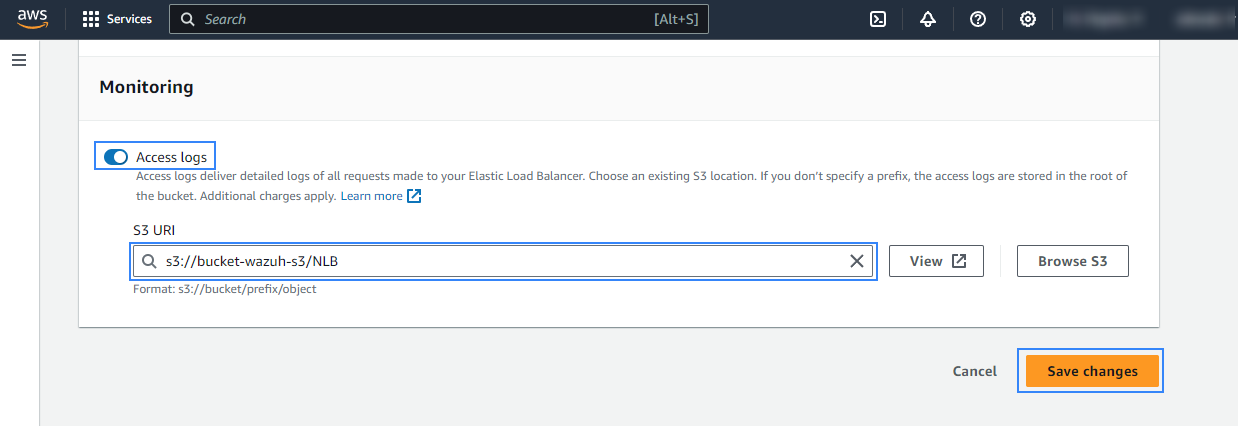 aws
Services
Search
[Alt+S]
Monitoring
Access logs
Access logs deliver detailed logs of all requests made to your Elastic Load Balancer. Choose an existing S3 location. If you don't specify a prefix, the access logs are stored in the root of
the bucket. Additional charges apply. Learn more
S3 URI
s3://bucket-wazuh-s3/NLB
View
Browse S3
Format: s3://bucket/prefix/object
Cancel
Save changes